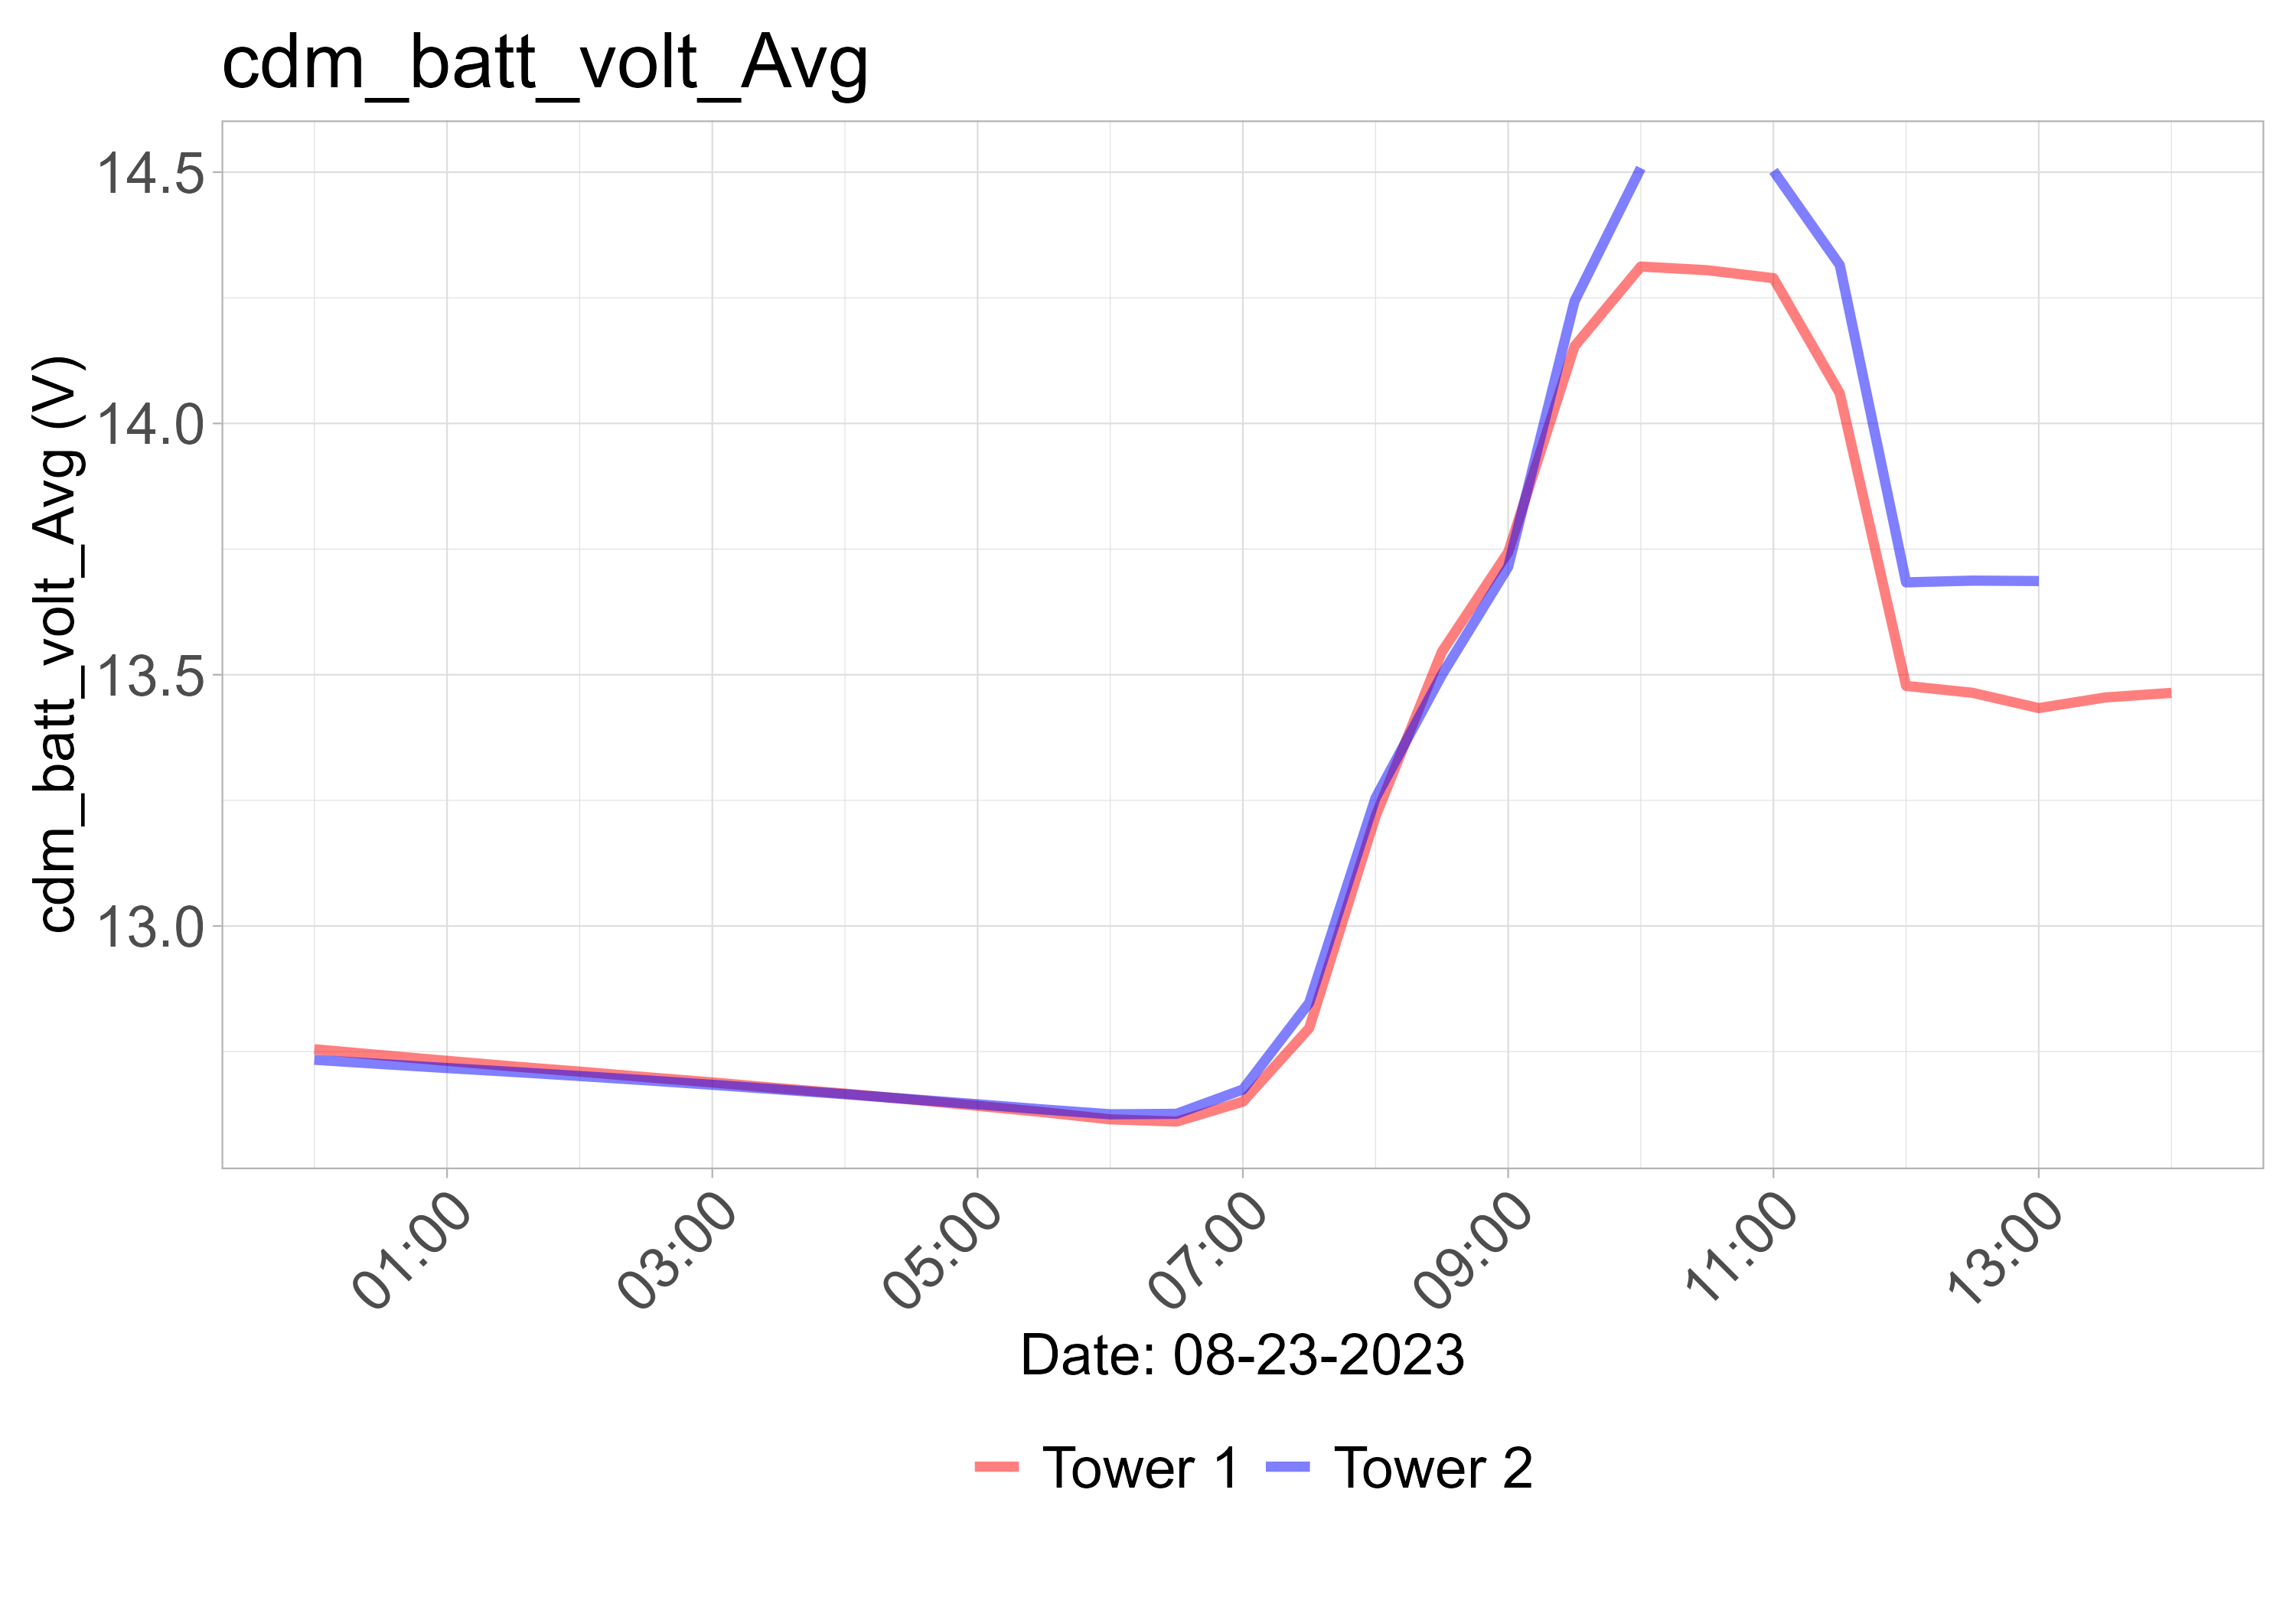 cdm_batt_volt_Avg
cdm_batt_volt_Avg (V)
14.5
14.0
13.5
13.0
01:00
03:00
05:00
07:00
09:00
11:00
13:00
Date: 08-23-2023
Tower 1
Tower 2